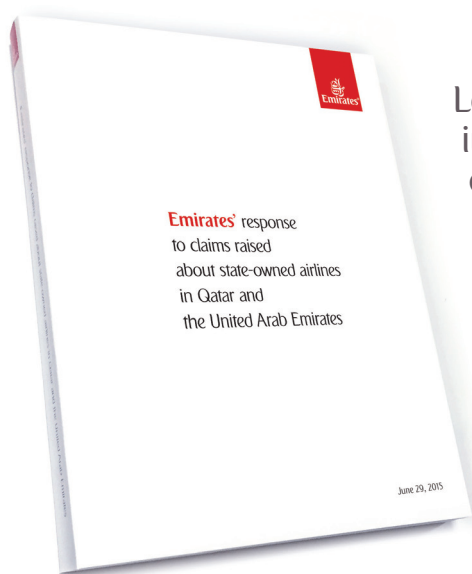 Emirates
Emirates' response
to claims raised
about state-owned airlines
in Qatar and
the United Arab Emirates
June 29, 2015